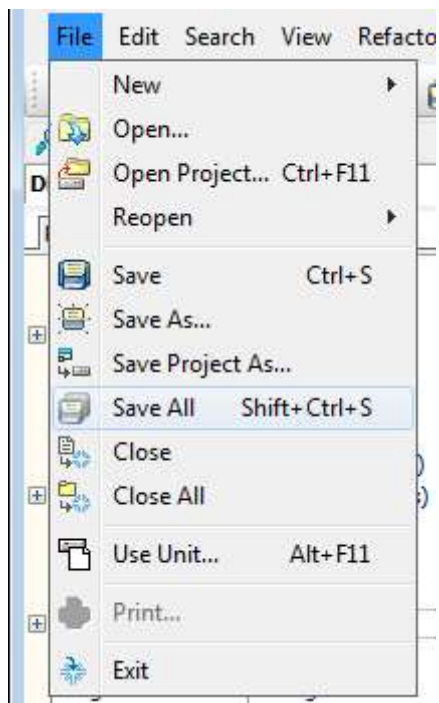 File Edit Search View Refacto
New
Open...
Open Project... Ctrl+F11
Reopen
Save Ctrl+S
Save As...
Save Project As...
Save All Shift+Ctrl+S
Close
Close All
Use Unit... Alt+F11
Print...
Exit